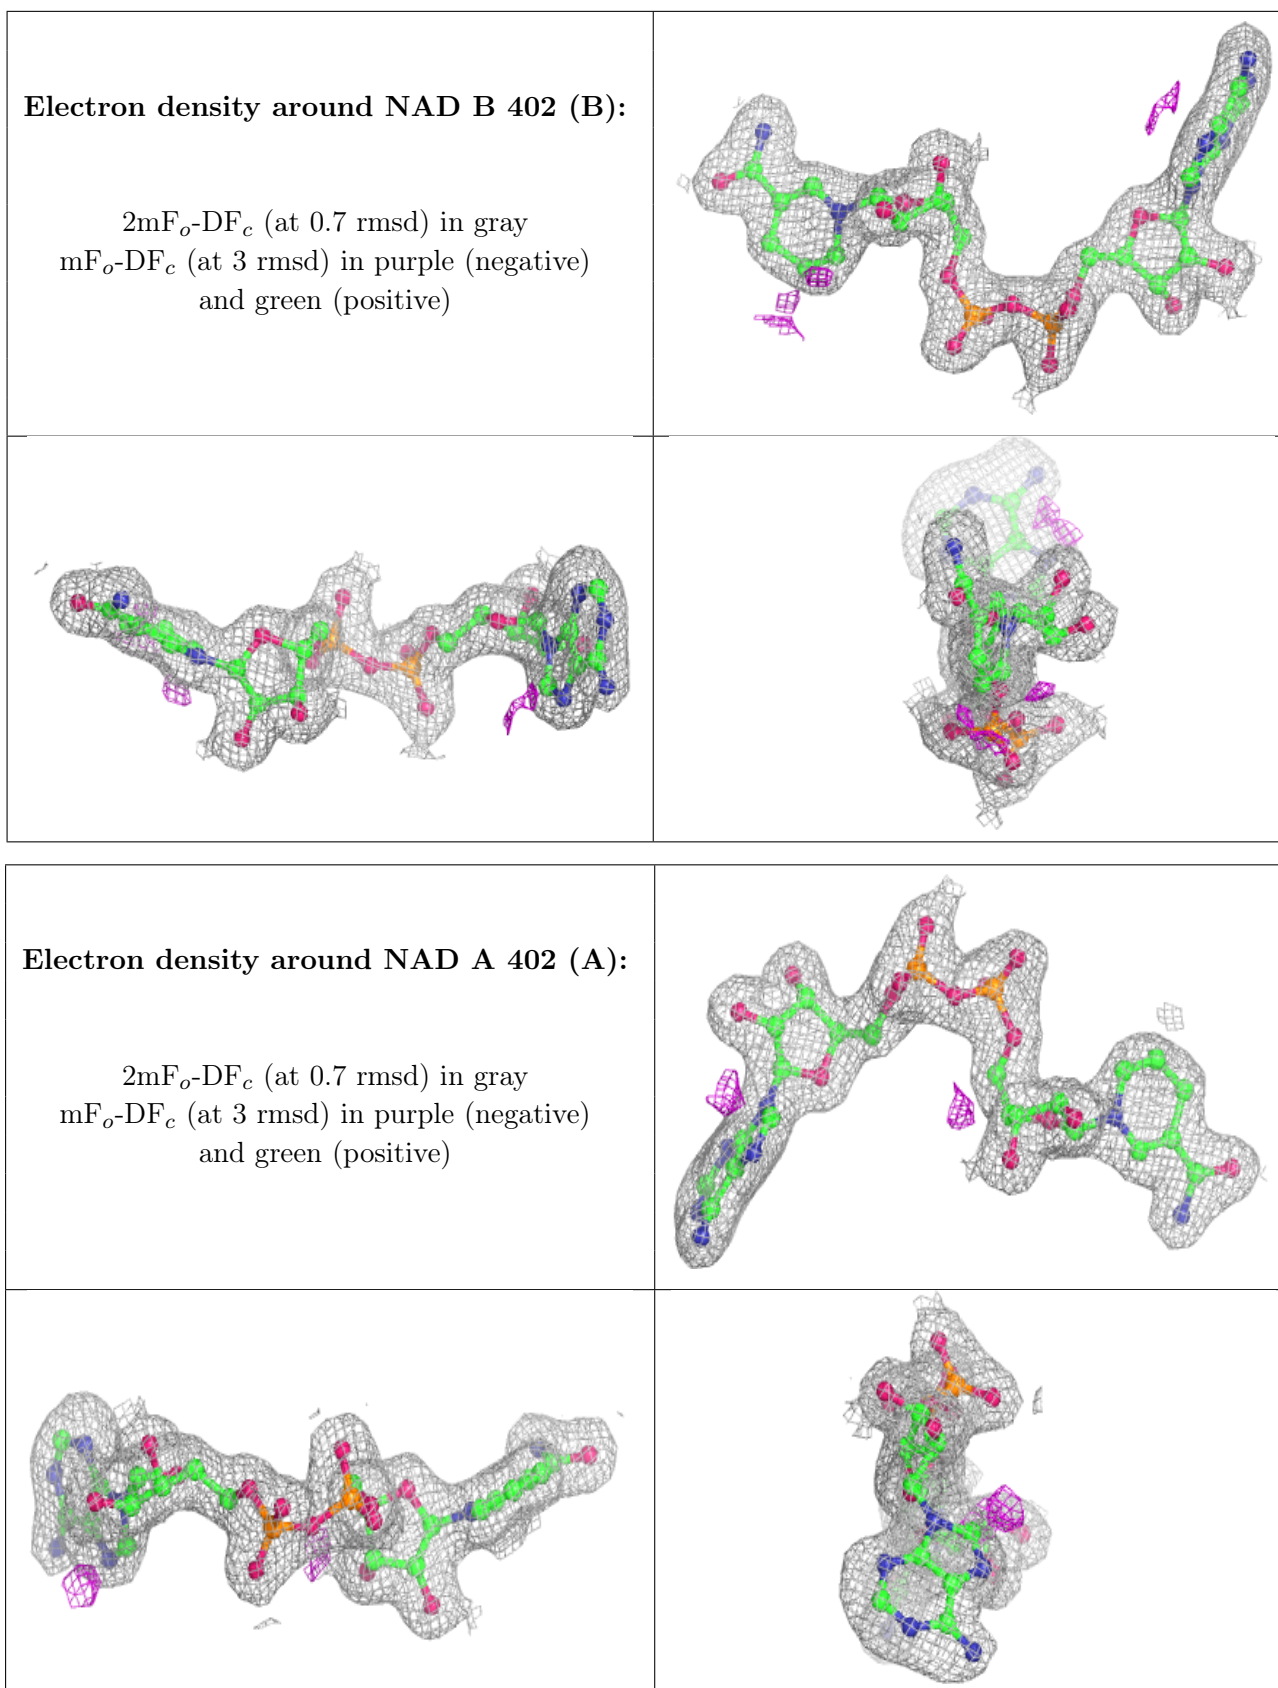 Electron density around NAD B 402 (B):
2mFo-DFc (at 0.7 rmsd) in gray
mFo-DFc (at 3 rmsd) in purple (negative)
and green (positive)
Electron density around NAD A 402 (A):
2mFo-DFc (at 0.7 rmsd) in gray
mFo-DFc (at 3 rmsd) in purple (negative)
and green (positive)